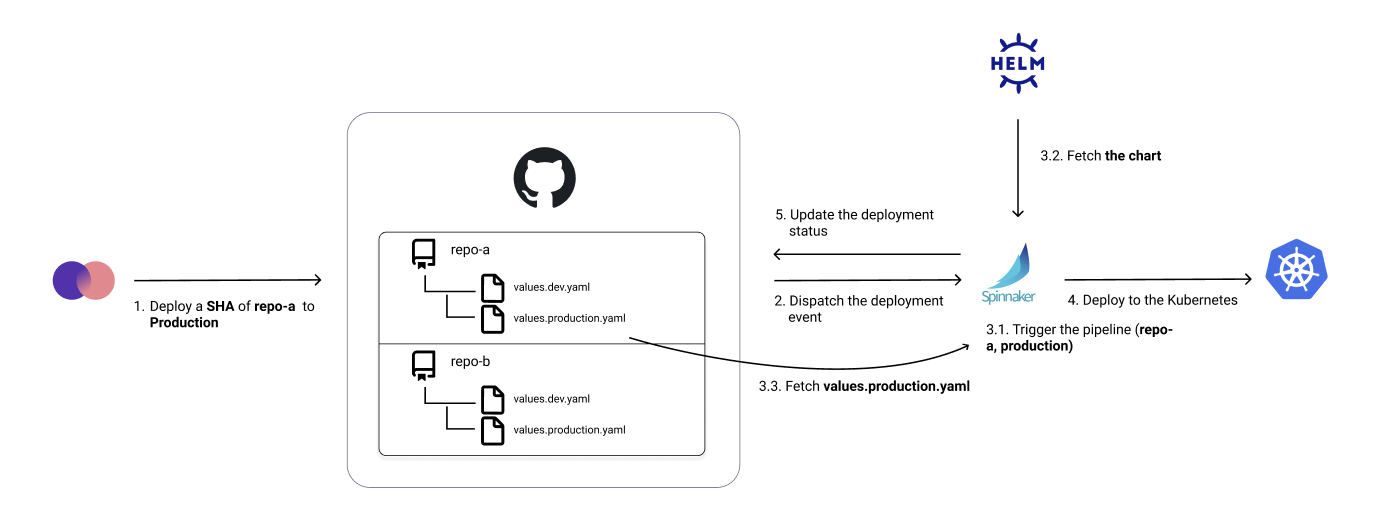 HELM
3.2. Fetch the chart
5. Update the deployment
status
repo-a
values.dev.yaml
values.production.yaml
1. Deploy a SHA of repo-a to
Production
2. Dispatch the deployment
event
Spinnaker
4. Deploy to the Kubernetes
3.1. Trigger the pipeline (repo-
a, production)
repo-b
3.3. Fetch values.production.yaml
values.dev.yaml
values.production.yaml